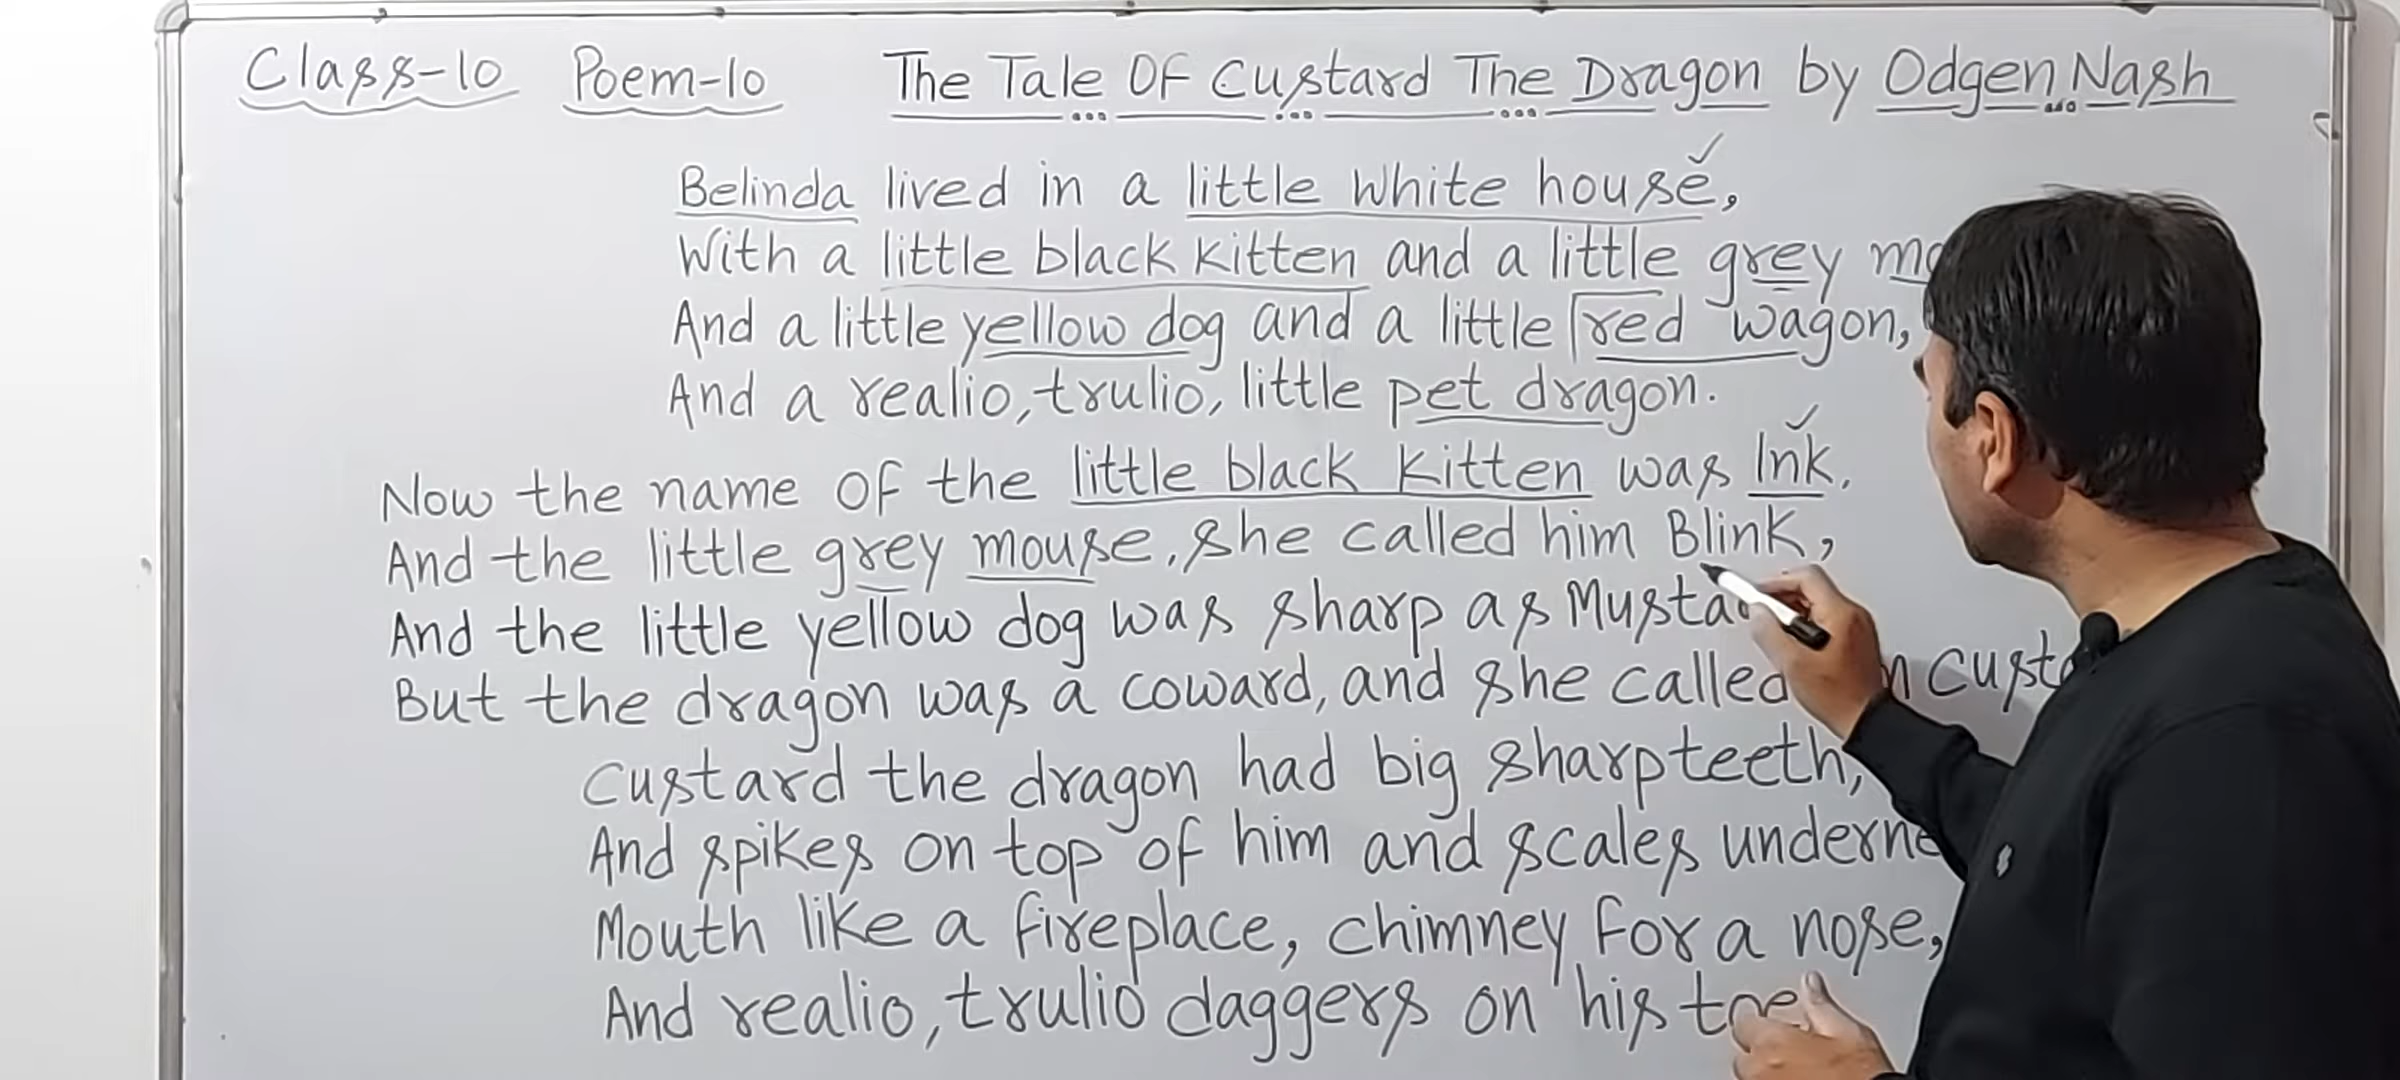 Class-10 Poem-10 The Tale Of Custard The Dragon by Odgen Nash
Belinda lived in a little white house,
With a little black kitten and a little grey
And a little yellow dog and a little red wagon,
And a realio, trulio, little pet dragon.
Now the name of the little black kitten was Ink.
And the little grey mouse, she called him Blink,
And the little yellow dog was sharp as
But the dragon was a coward, and she called
Custard the dragon had big sharp teeth,
And spikes on top of him and scales
Mouth like a fireplace, chimney for a nose,
And realio, trulio daggers on his